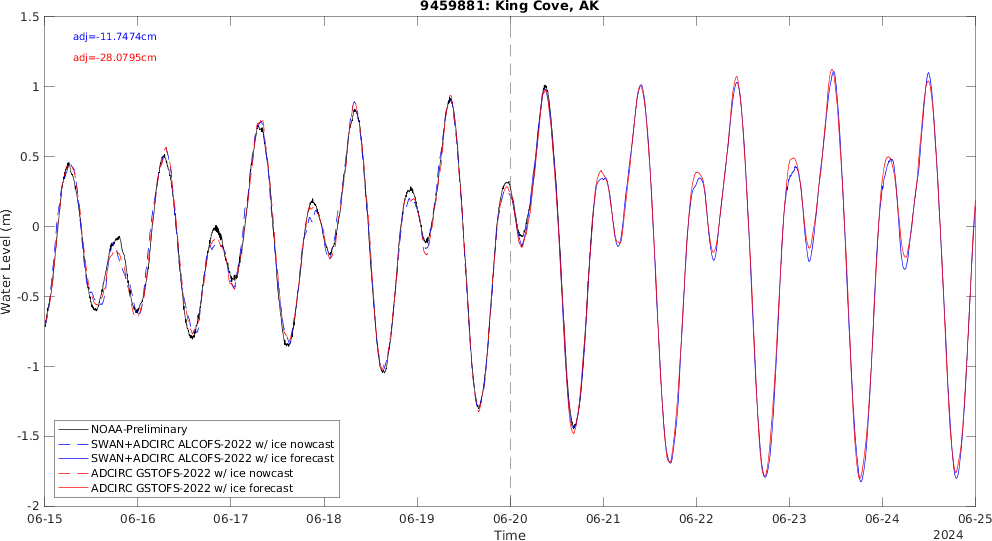 9459881: King Cove, AK
adj=-11.7474cm
adj=-28.0795cm
Water Level (m)
1.5
1
0.5
0
-0.5
-1
-1.5
-2
NOAA-Preliminary
SWAN+ADCIRC ALCOFS-2022 w/ ice nowcast
SWAN+ADCIRC ALCOFS-2022 w/ ice forecast
ADCIRC GSTOFS-2022 w/ ice nowcast
ADCIRC GSTOFS-2022 w/ ice forecast
06-15 06-16 06-17 06-18 06-19 06-20 06-21 06-22 06-23 06-24 06-25
Time
2024